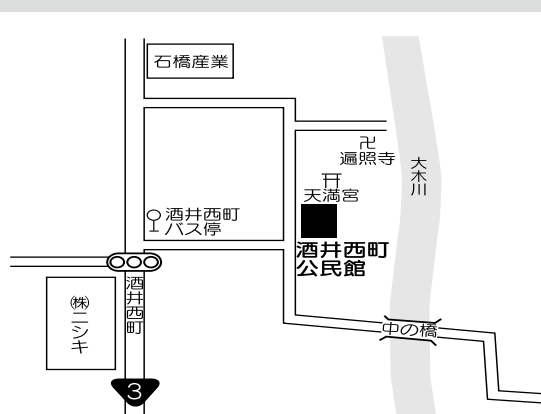 石橋産業
卍
遍照寺
大木川
天満宮
酒井西町
バス停
酒井西町
公民館
酒井西町
㈱ニシキ
中の橋
3